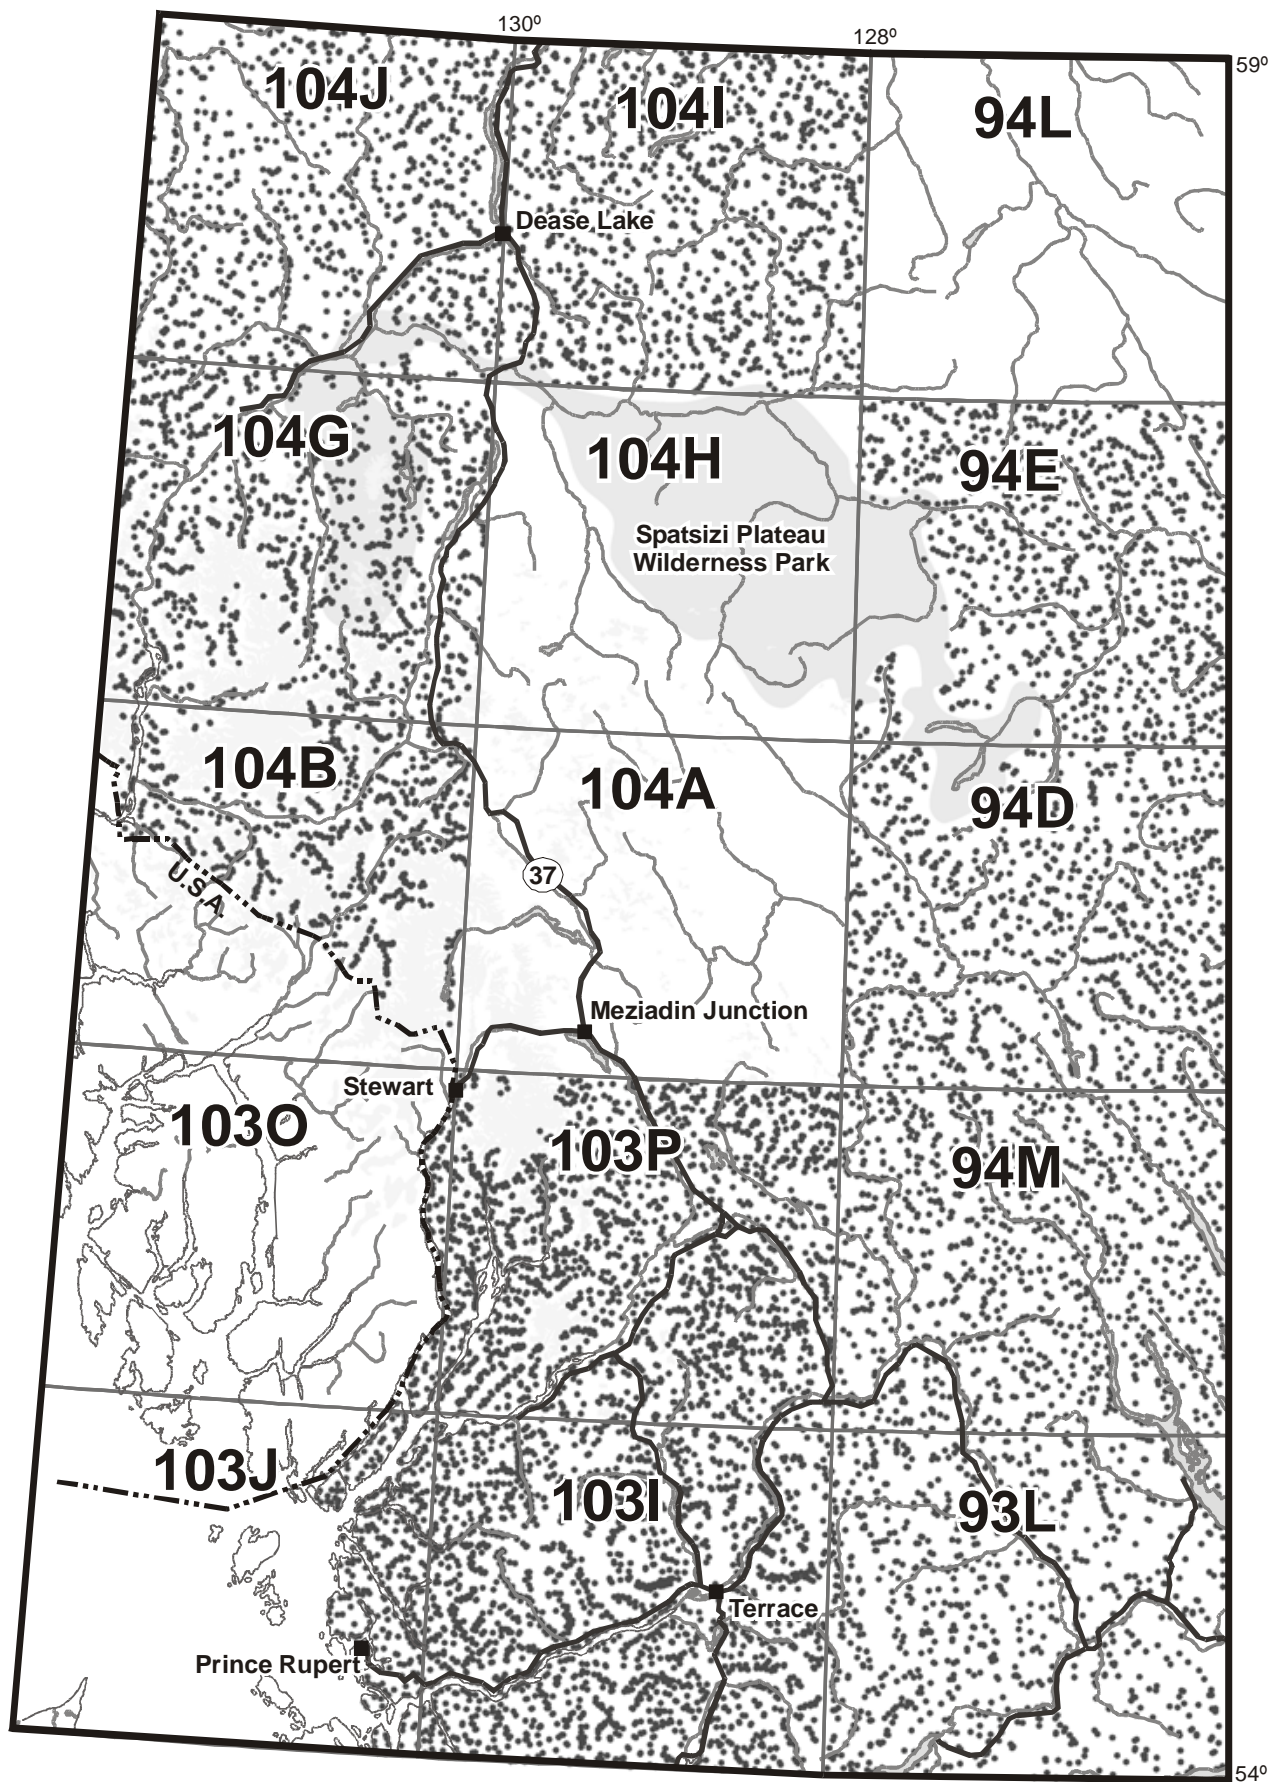 130º
128º
59º
104J
104I
94L
Dease Lake
104G
104H
94E
Spatsizi Plateau
Wilderness Park
104B
104A
94D
37
U.S.A.
Meziadin Junction
Stewart
103O
103P
94M
103J
103I
93L
Terrace
Prince Rupert
54º